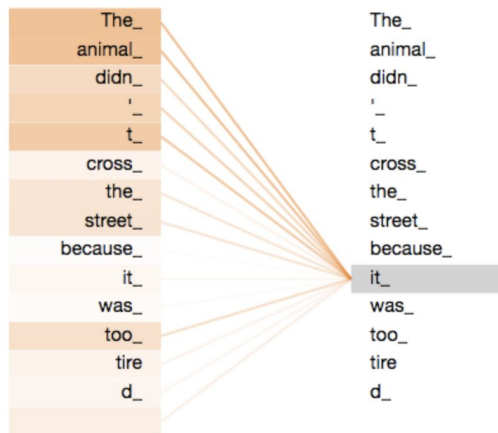 The_
animal_
didn_
'_
t_
cross_
the_
street_
because_
it_
was_
too_
tire
d_
The_
animal_
didn_
'_
t_
cross_
the_
street_
because_
it_
was_
too_
tire
d_